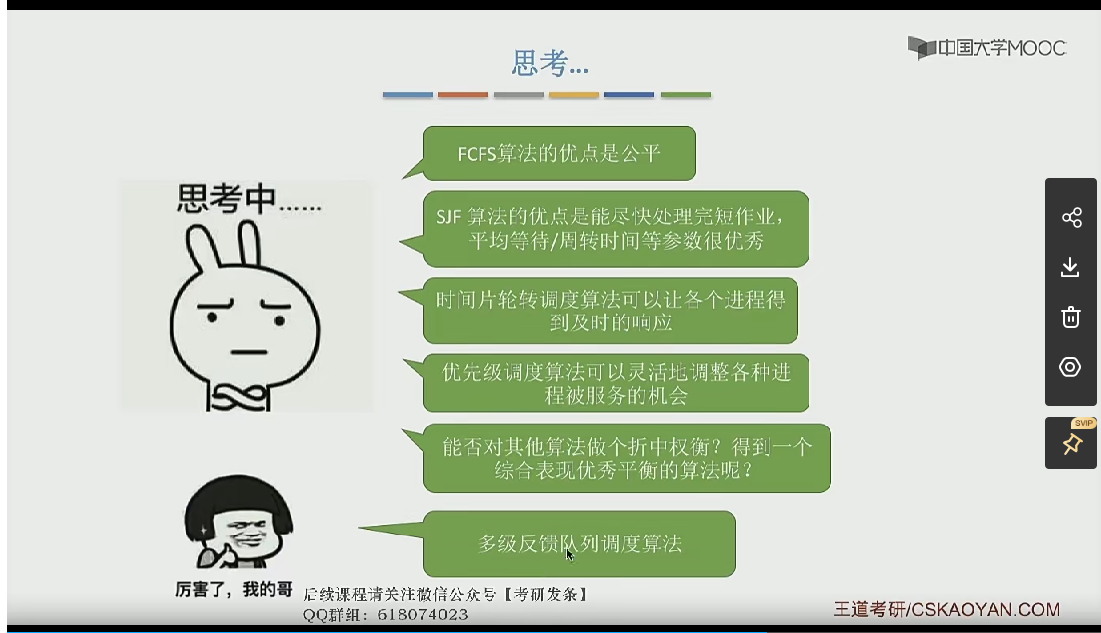 中国大学MOOC
思考...
FCFS算法的优点是公平
思考中......
SJF 算法的优点是能尽快处理完短作业，
平均等待/周转时间等参数很优秀
时间片轮转调度算法可以让各个进程得
到及时的响应
优先级调度算法可以灵活地调整各种进
程被服务的机会
SVIP
能否对其他算法做个折中权衡？得到一个
综合表现优秀平衡的算法呢？
多级反馈队列调度算法
厉害了，我的哥
后续课程请关注微信公众号【考研发条】
QQ群组：618074023
王道考研/CSKAOYAN.COM